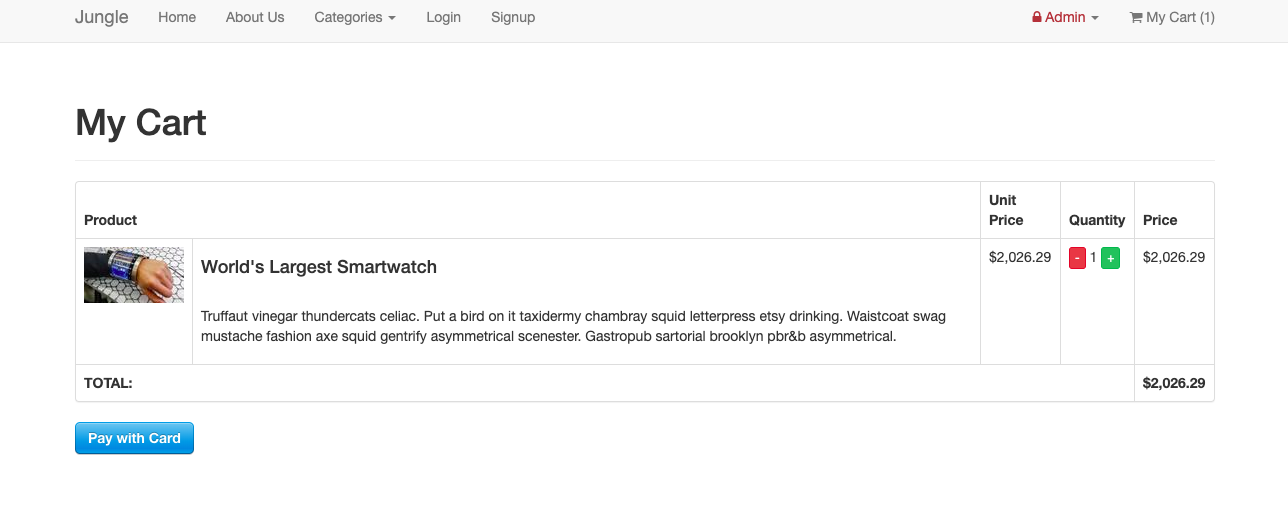 Jungle Home About Us Categories Login Signup Admin My Cart (1)
My Cart
Product Unit Price Quantity Price
World's Largest Smartwatch $2,026.29 - 1 + $2,026.29
Truffaut vinegar thundercats celiac. Put a bird on it taxidermy chambray squid letterpress etsy drinking. Waistcoat swag
mustache fashion axe squid gentrify asymmetrical scenester. Gastropub sartorial brooklyn pbr&b asymmetrical.
TOTAL: $2,026.29
Pay with Card